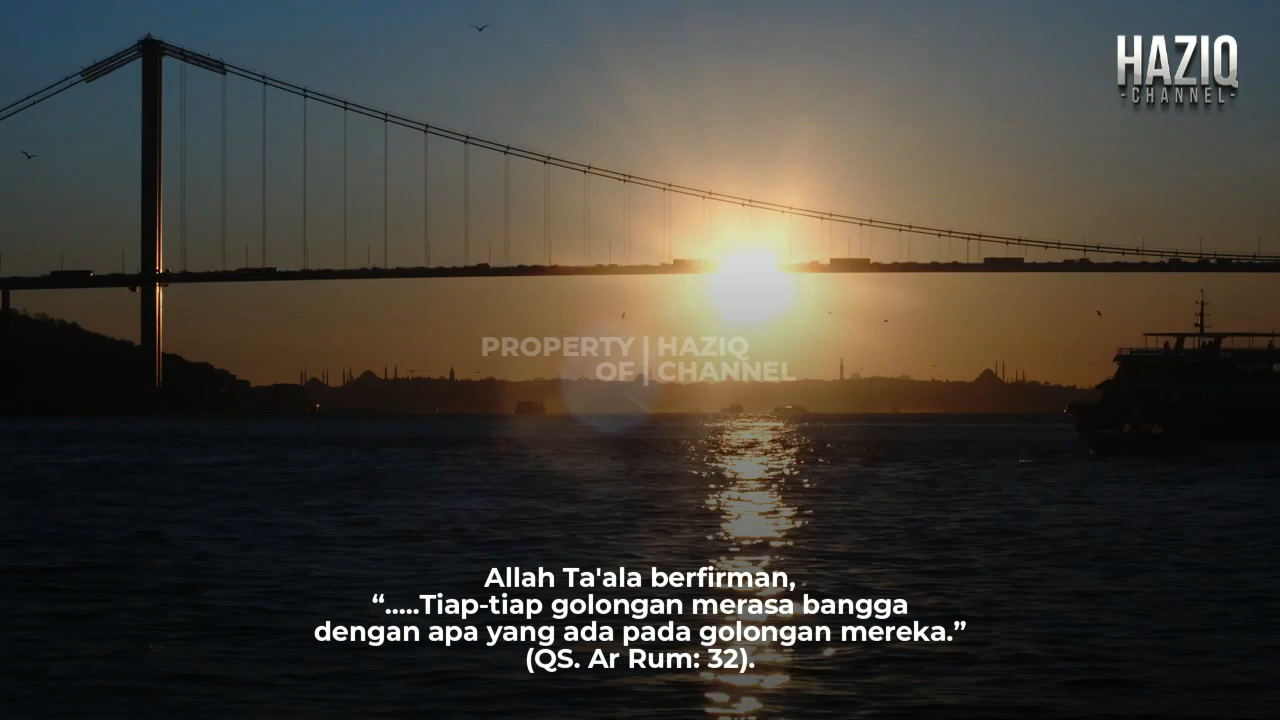 HAZIQ
-CHANNEL-
PROPERTY OF | HAZIQ CHANNEL
Allah Ta'ala berfirman,
“.....Tiap-tiap golongan merasa bangga
dengan apa yang ada pada golongan mereka.”
(QS. Ar Rum: 32).